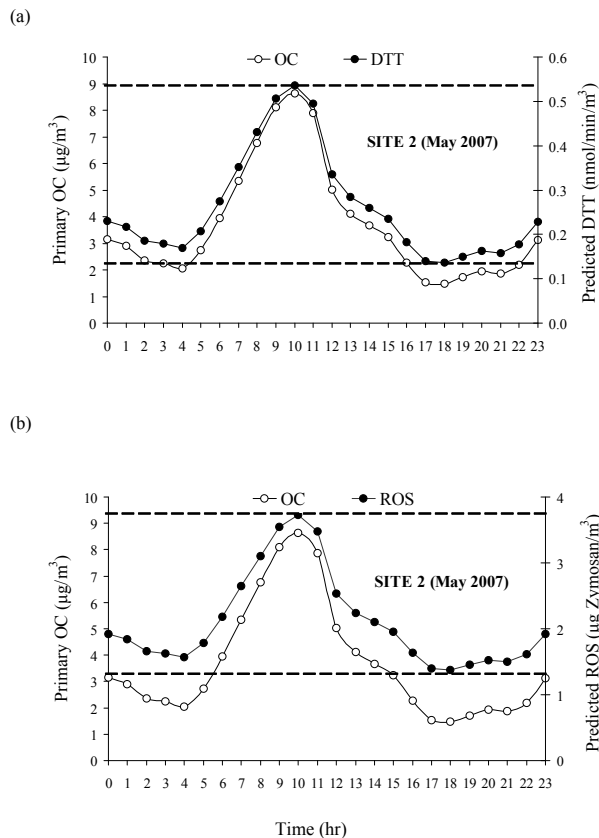 (a)
OC DTT
SITE 2 (May 2007)
Primary OC (µg/m³)
Predicted DTT (nmol/min/m³)
10
9
8
7
6
5
4
3
2
1
0
0.6
0.5
0.4
0.3
0.2
0.1
0.0
0 1 2 3 4 5 6 7 8 9 10 11 12 13 14 15 16 17 18 19 20 21 22 23
(b)
OC ROS
SITE 2 (May 2007)
Primary OC (µg/m³)
Predicted ROS (µg Zymosan/m³)
10
9
8
7
6
5
4
3
2
1
0
4
3
2
1
0
0 1 2 3 4 5 6 7 8 9 10 11 12 13 14 15 16 17 18 19 20 21 22 23
Time (hr)